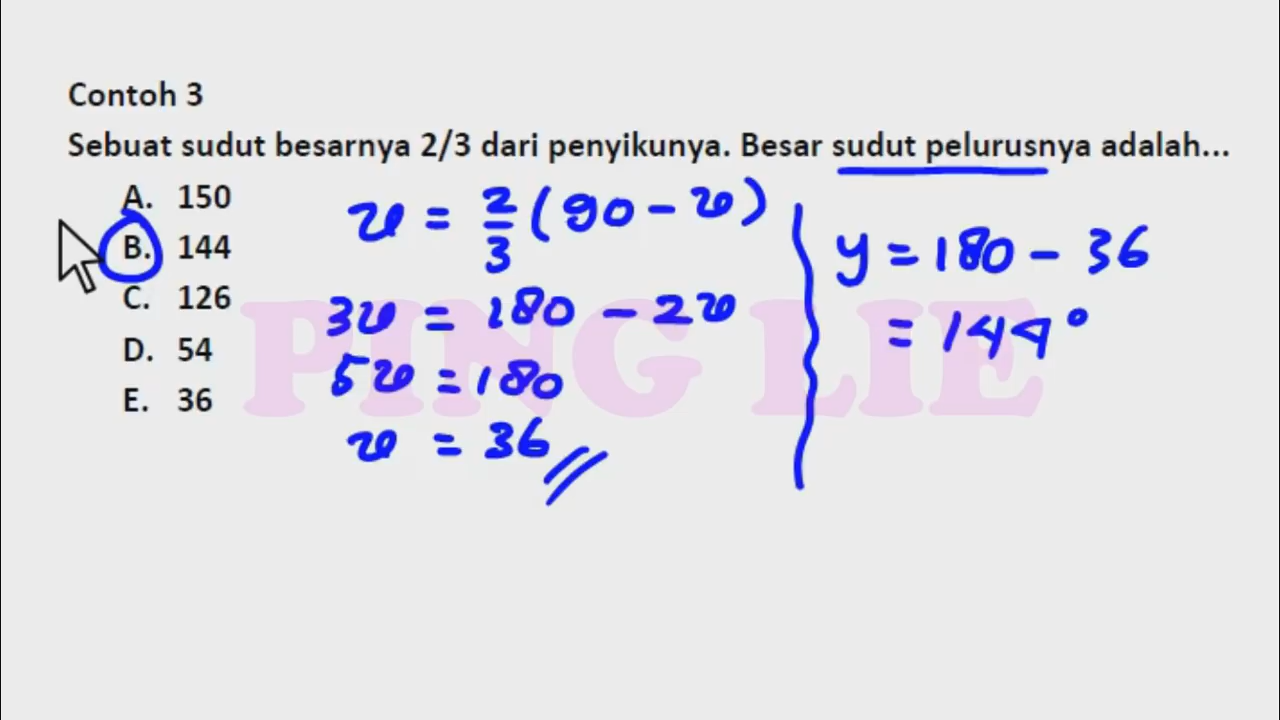 Contoh 3
Sebuat sudut besarnya 2/3 dari penyikunya. Besar sudut pelurusnya adalah...
A. 150
B. 144
C. 126
D. 54
E. 36
x = 2/3 (90 - x)
3x = 180 - 2x
5x = 180
x = 36
y = 180 - 36
= 144°
PING LIE